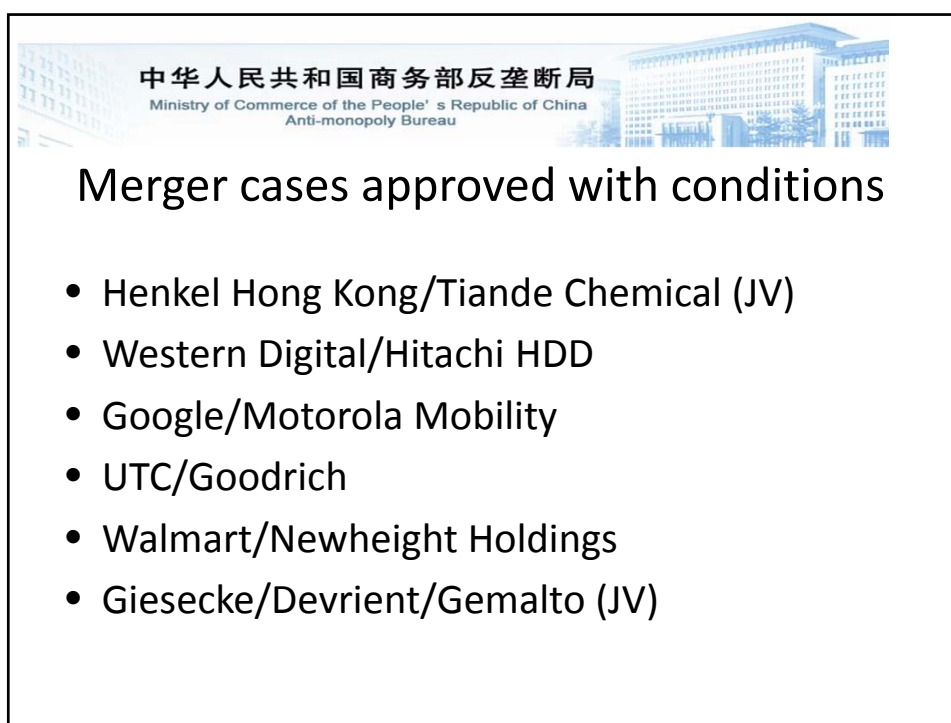 中华人民共和国商务部反垄断局
Ministry of Commerce of the People' s Republic of China
Anti-monopoly Bureau
Merger cases approved with conditions
• Henkel Hong Kong/Tiande Chemical (JV)
• Western Digital/Hitachi HDD
• Google/Motorola Mobility
• UTC/Goodrich
• Walmart/Newheight Holdings
• Giesecke/Devrient/Gemalto (JV)